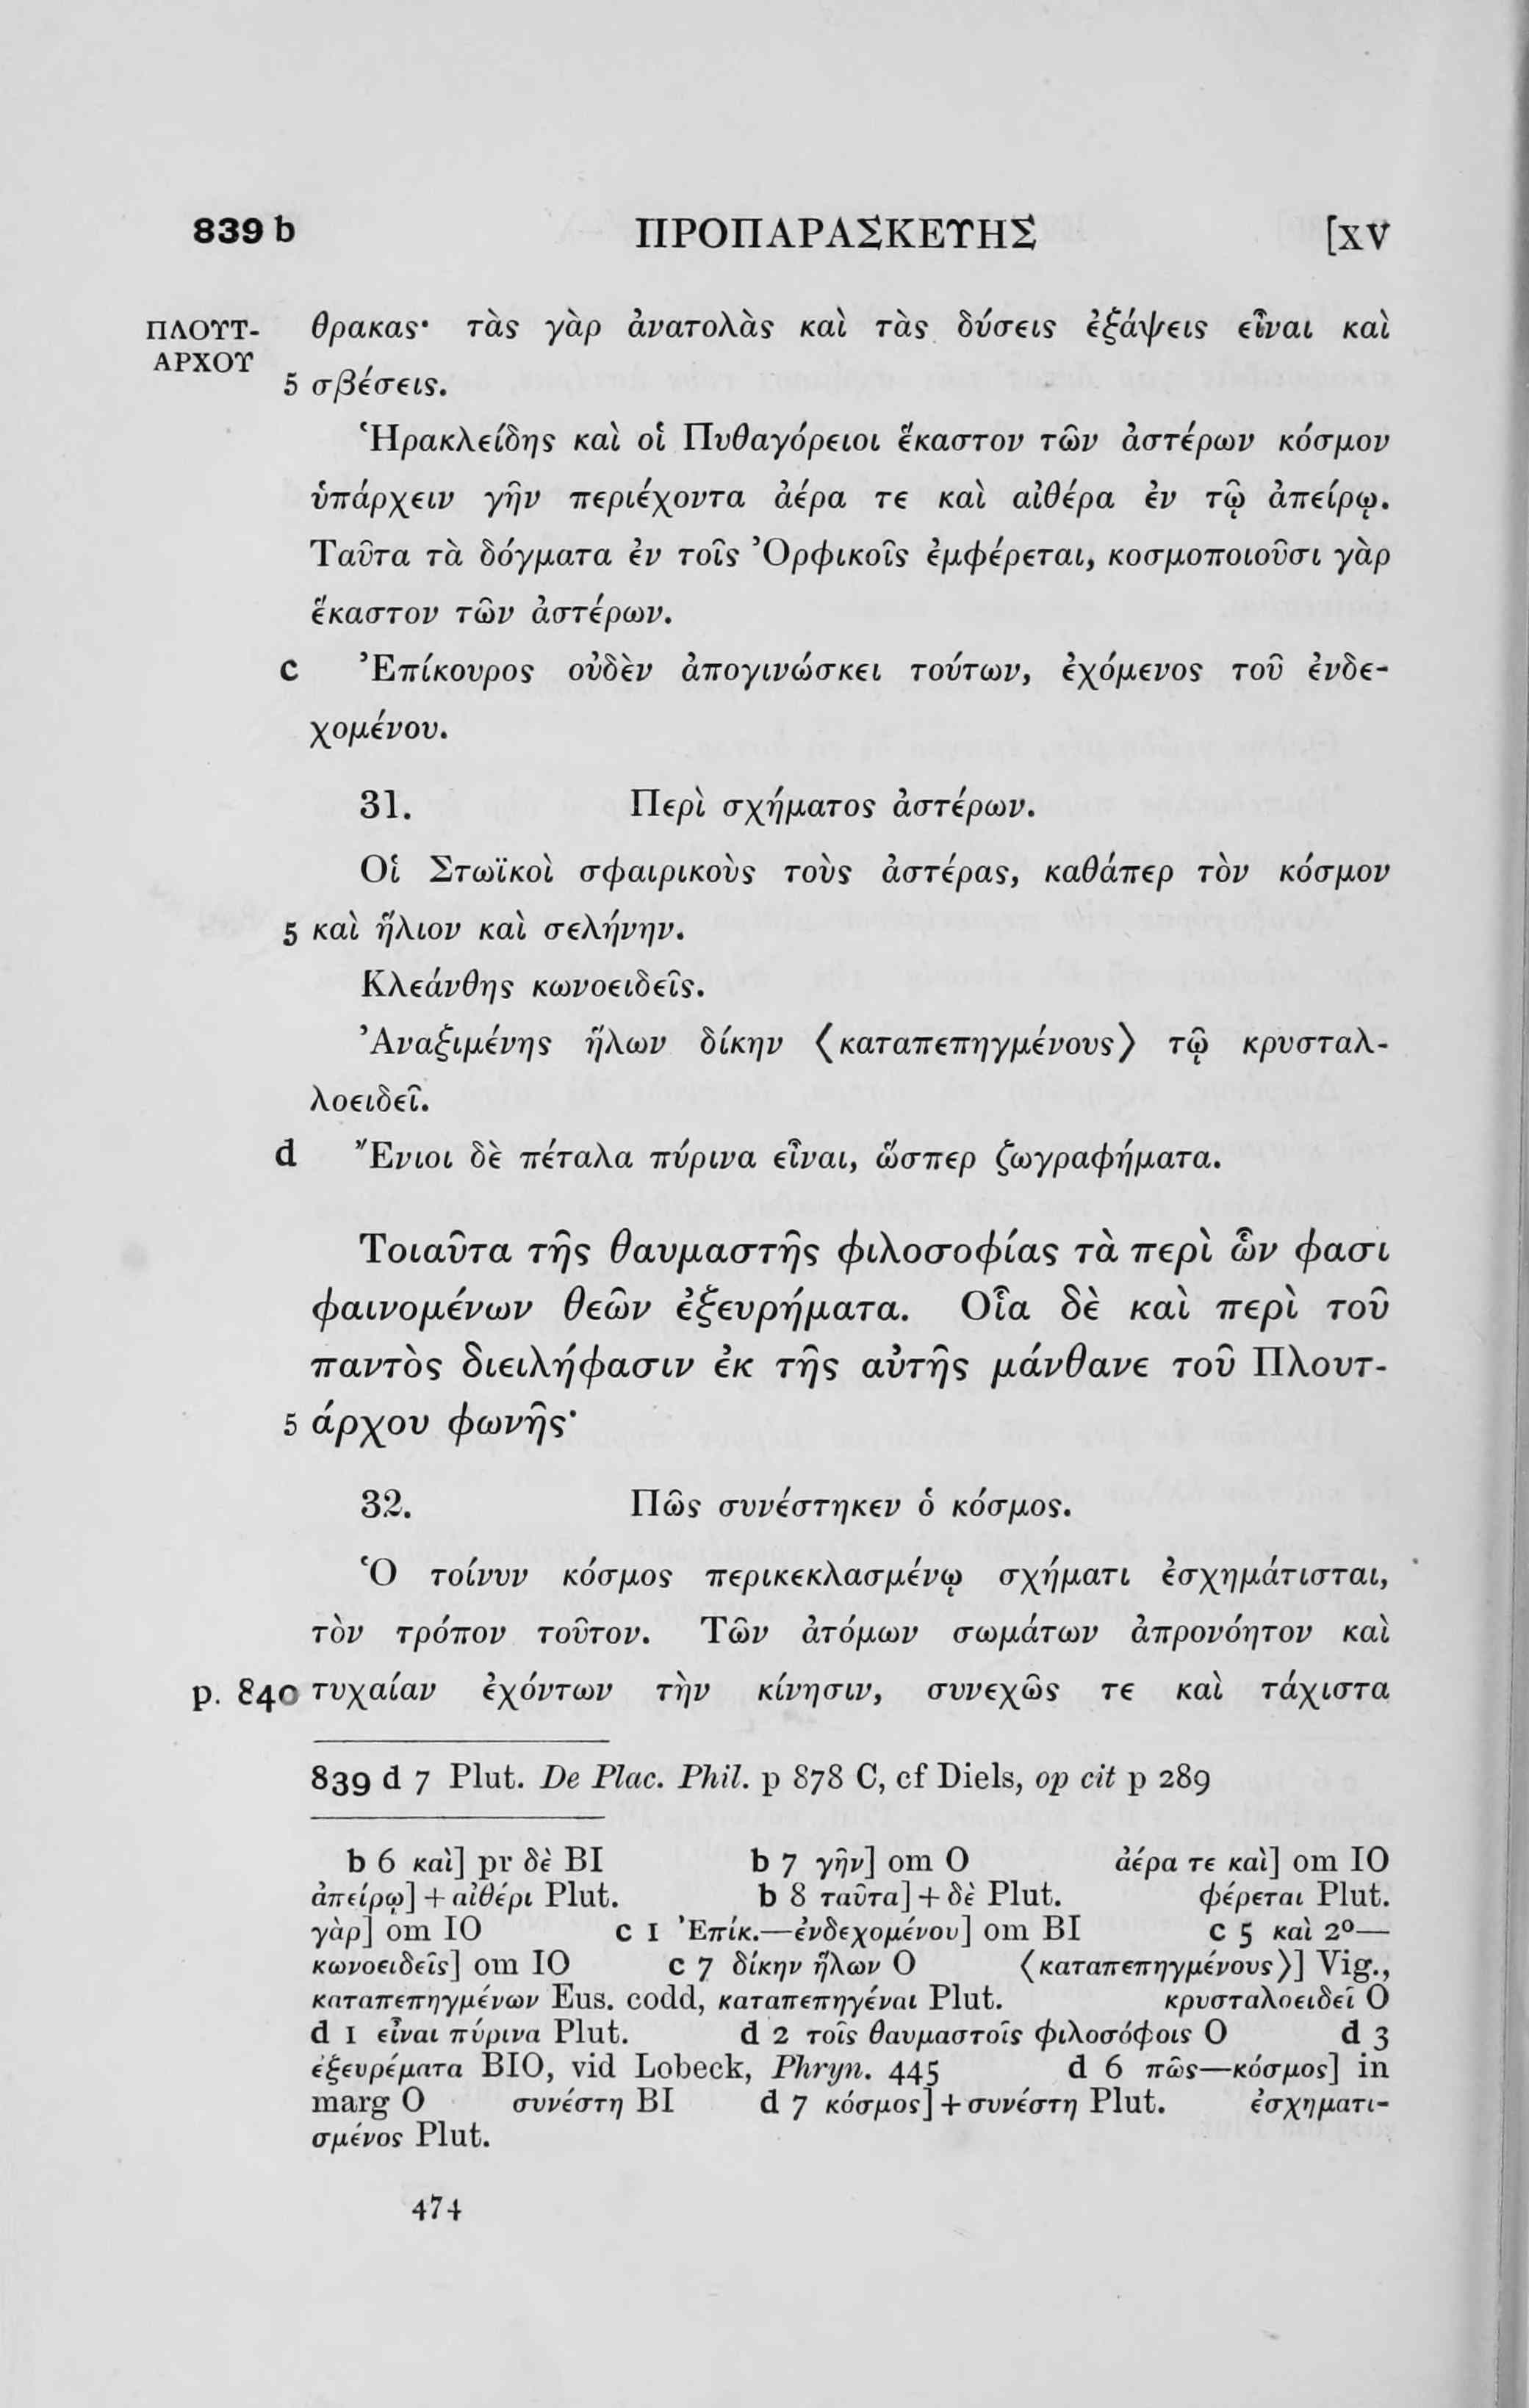 839 b ΠΡΟΠΑΡΑΣΚΕΥΗΣ [XV
ΠΛΟΥΤ- θρακας· τὰς γὰρ ἀνατολὰς καὶ τὰς δύσεις ἐξάψεις εἶναι καὶ
ΑΡΧΟΥ
5 σβέσεις.
Ἡρακλείδης καὶ οἱ Πυθαγόρειοι ἕκαστον τῶν ἀστέρων κόσμον
ὑπάρχειν γῆν περιέχοντα ἀέρα τε καὶ αἰθέρα ἐν τῷ ἀπείρῳ.
Ταῦτα τὰ δόγματα ἐν τοῖς Ὀρφικοῖς ἐμφέρεται, κοσμοποιοῦσι γὰρ
ἕκαστον τῶν ἀστέρων.
c Ἐπίκουρος οὐδὲν ἀπογινώσκει τούτων, ἐχόμενος τοῦ ἐνδε-
χομένου.
31. Περὶ σχήματος ἀστέρων.
Οἱ Στωϊκοὶ σφαιρικοὺς τοὺς ἀστέρας, καθάπερ τὸν κόσμον
5 καὶ ἥλιον καὶ σελήνην.
Κλεάνθης κωνοειδεῖς.
Ἀναξιμένης ἥλων δίκην ⟨καταπεπηγμένους⟩ τῷ κρυσταλ-
λοειδεῖ.
d Ἔνιοι δὲ πέταλα πύρινα εἶναι, ὥσπερ ζωγραφήματα.
Τοιαῦτα τῆς θαυμαστῆς φιλοσοφίας τὰ περὶ ὧν φασι
φαινομένων θεῶν ἐξευρήματα. Οἷα δὲ καὶ περὶ τοῦ
παντὸς διειλήφασιν ἐκ τῆς αὐτῆς μάνθανε τοῦ Πλουτ-
5 άρχου φωνῆς·
32. Πῶς συνέστηκεν ὁ κόσμος.
Ὁ τοίνυν κόσμος περικεκλασμένῳ σχήματι ἐσχημάτισται,
τὸν τρόπον τοῦτον. Τῶν ἀτόμων σωμάτων ἀπρονόητον καὶ
p. 840 τυχαίαν ἐχόντων τὴν κίνησιν, συνεχῶς τε καὶ τάχιστα
839 d 7 Plut. De Plac. Phil. p 878 C, cf Diels, op cit p 289
b 6 καὶ] pr δὲ BI b 7 γῆν] om O ἀέρα τε καὶ] om IO
ἀπείρῳ] + αἰθέρι Plut. b 8 ταῦτα] + δὲ Plut. φέρεται Plut.
γὰρ] om IO c 1 Ἐπίκ.—ἐνδεχομένου] om BI c 5 καὶ 2º—
κωνοειδεῖς] om IO c 7 δίκην ἥλων O ⟨καταπεπηγμένους⟩] Vig.,
καταπεπηγμένων Eus. codd, καταπεπηγέναι Plut. κρυσταλοειδεῖ O
d 1 εἶναι πύρινα Plut. d 2 τοῖς θαυμαστοῖς φιλοσόφοις O d 3
ἐξευρέματα BIO, vid Lobeck, Phryn. 445 d 6 πῶς—κόσμος] in
marg O συνέστη BI d 7 κόσμος] + συνέστη Plut. ἐσχηματι-
σμένος Plut.
474